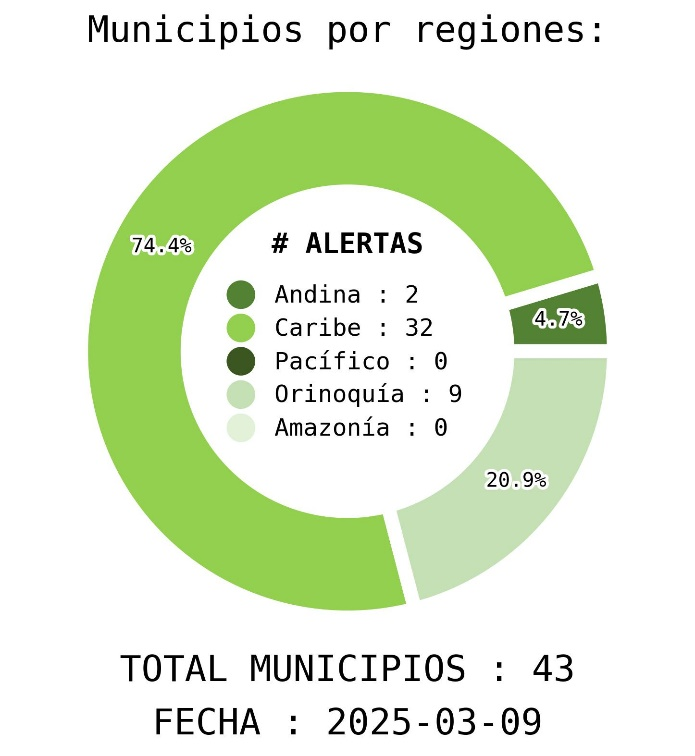 Municipios por regiones:
74.4%
# ALERTAS
Andina : 2
Caribe : 32
4.7%
Pacífico : 0
Orinoquía : 9
Amazonía : 0
20.9%
TOTAL MUNICIPIOS : 43
FECHA : 2025-03-09